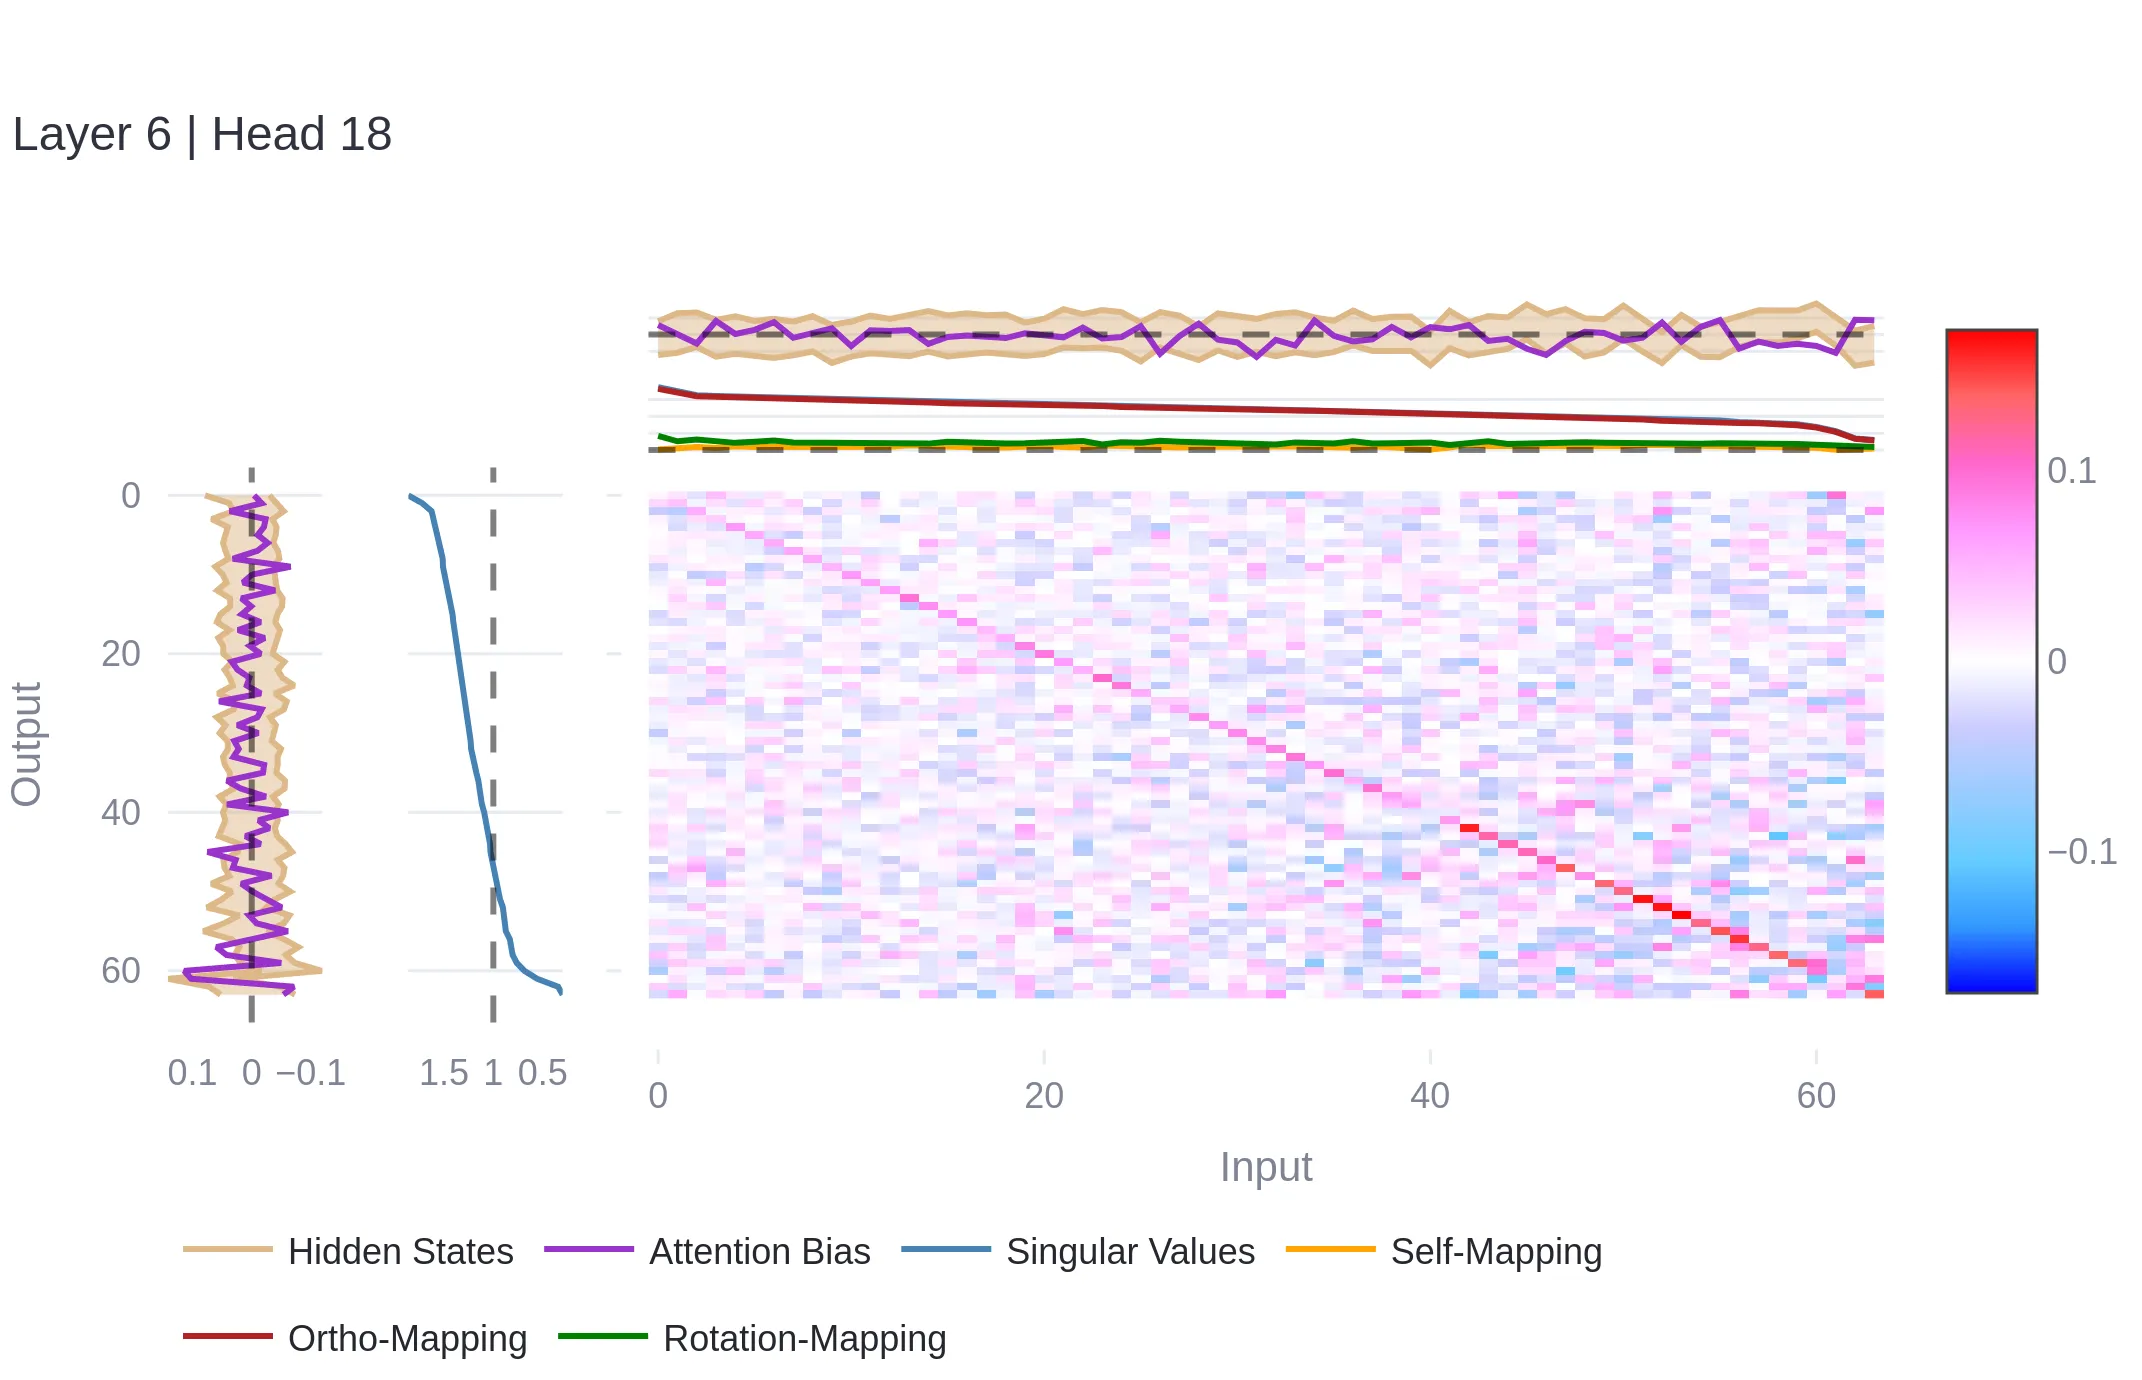 Layer 6 | Head 18
0
20
40
60
Output
0.1 0 −0.1
1.5 1 0.5
0 20 40 60
Input
0.1
0
−0.1
Hidden States Attention Bias Singular Values Self-Mapping
Ortho-Mapping Rotation-Mapping